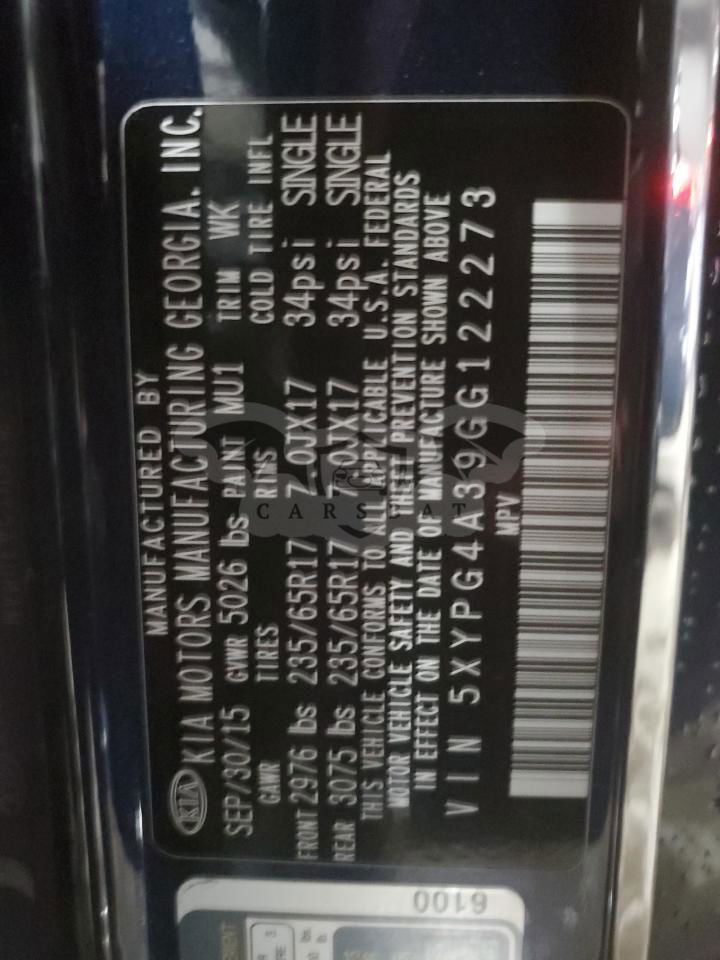 MANUFACTURED BY
KIA KIA MOTORS MANUFACTURING GEORGIA, INC.
SEP/30/15 GVWR 5026 lbs PAINT MU1 TRIM WK
GAWR TIRES RIMS COLD TIRE INFL
FRONT 2976 lbs 235/65R17 7.0JX17 34psi SINGLE
REAR 3075 lbs 235/65R17 7.0JX17 34psi SINGLE
THIS VEHICLE CONFORMS TO ALL APPLICABLE U.S.A. FEDERAL
MOTOR VEHICLE SAFETY AND THEFT PREVENTION STANDARDS
IN EFFECT ON THE DATE OF MANUFACTURE SHOWN ABOVE
VIN 5XYPG4A39GG122273
MPV
CARSCAT
6100